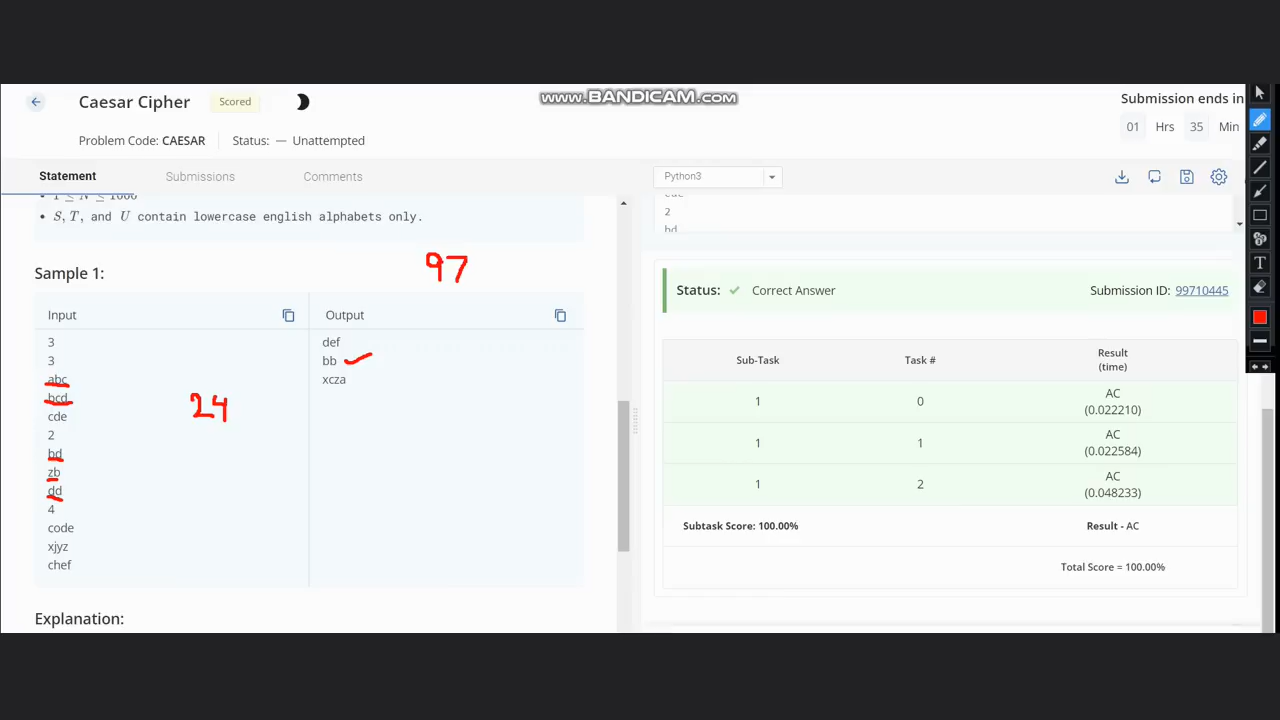 www.BANDICAM.com
Caesar Cipher
Scored
Submission ends in
Problem Code: CAESAR
Status: — Unattempted
01 Hrs 35 Min
Statement
Submissions
Comments
Python3
• 1 ≤ N ≤ 1000
• S, T, and U contain lowercase english alphabets only.
cde
2
bd
97
Sample 1:
Input
Output
3
3
abc
bcd
cde
2
bd
zb
dd
4
code
xjyz
chef
24
def
bb
xcza
Explanation:
Status: ✓ Correct Answer
Submission ID: 99710445
Sub-Task Task # Result
(time)
1 0 AC
(0.022210)
1 1 AC
(0.022584)
1 2 AC
(0.048233)
Subtask Score: 100.00% Result - AC
Total Score = 100.00%
T